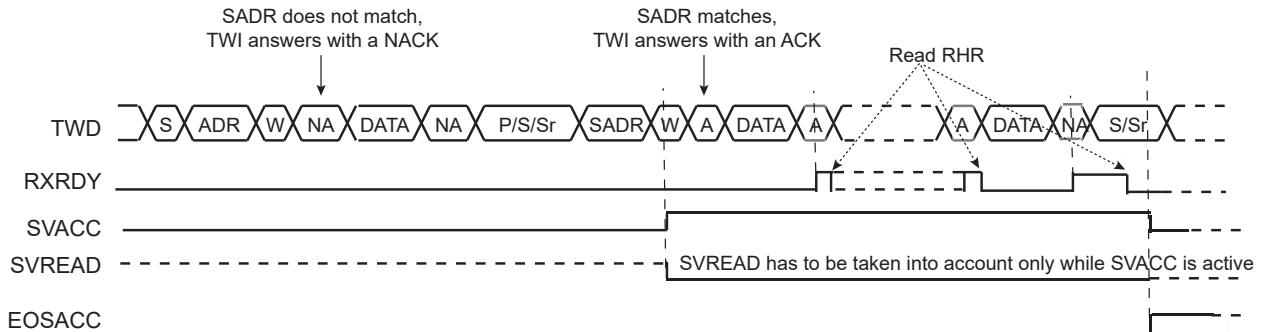 SADR does not match,
TWI answers with a NACK
SADR matches,
TWI answers with an ACK
Read RHR
TWD
S ADR W NA DATA NA P/S/Sr SADR W A DATA A A DATA NA S/Sr
RXRDY
SVACC
SVREAD
SVREAD has to be taken into account only while SVACC is active
EOSACC